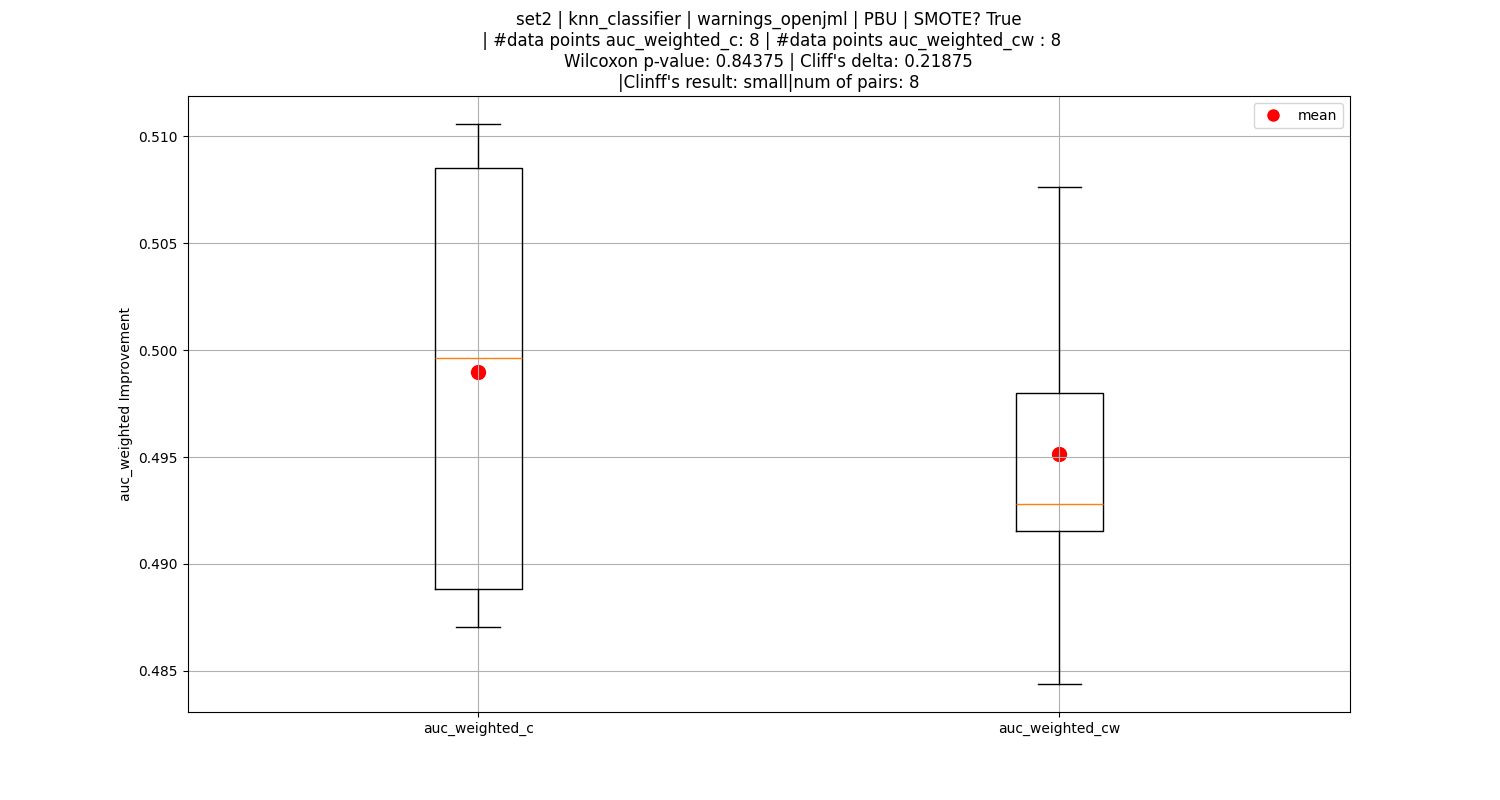 set2 | knn_classifier | warnings_openjml | PBU | SMOTE? True
| #data points auc_weighted_c: 8 | #data points auc_weighted_cw : 8
Wilcoxon p-value: 0.84375 | Cliff's delta: 0.21875
|Clinff's result: small|num of pairs: 8
mean
0.510
0.505
0.500
0.495
0.490
0.485
auc_weighted Improvement
auc_weighted_c
auc_weighted_cw